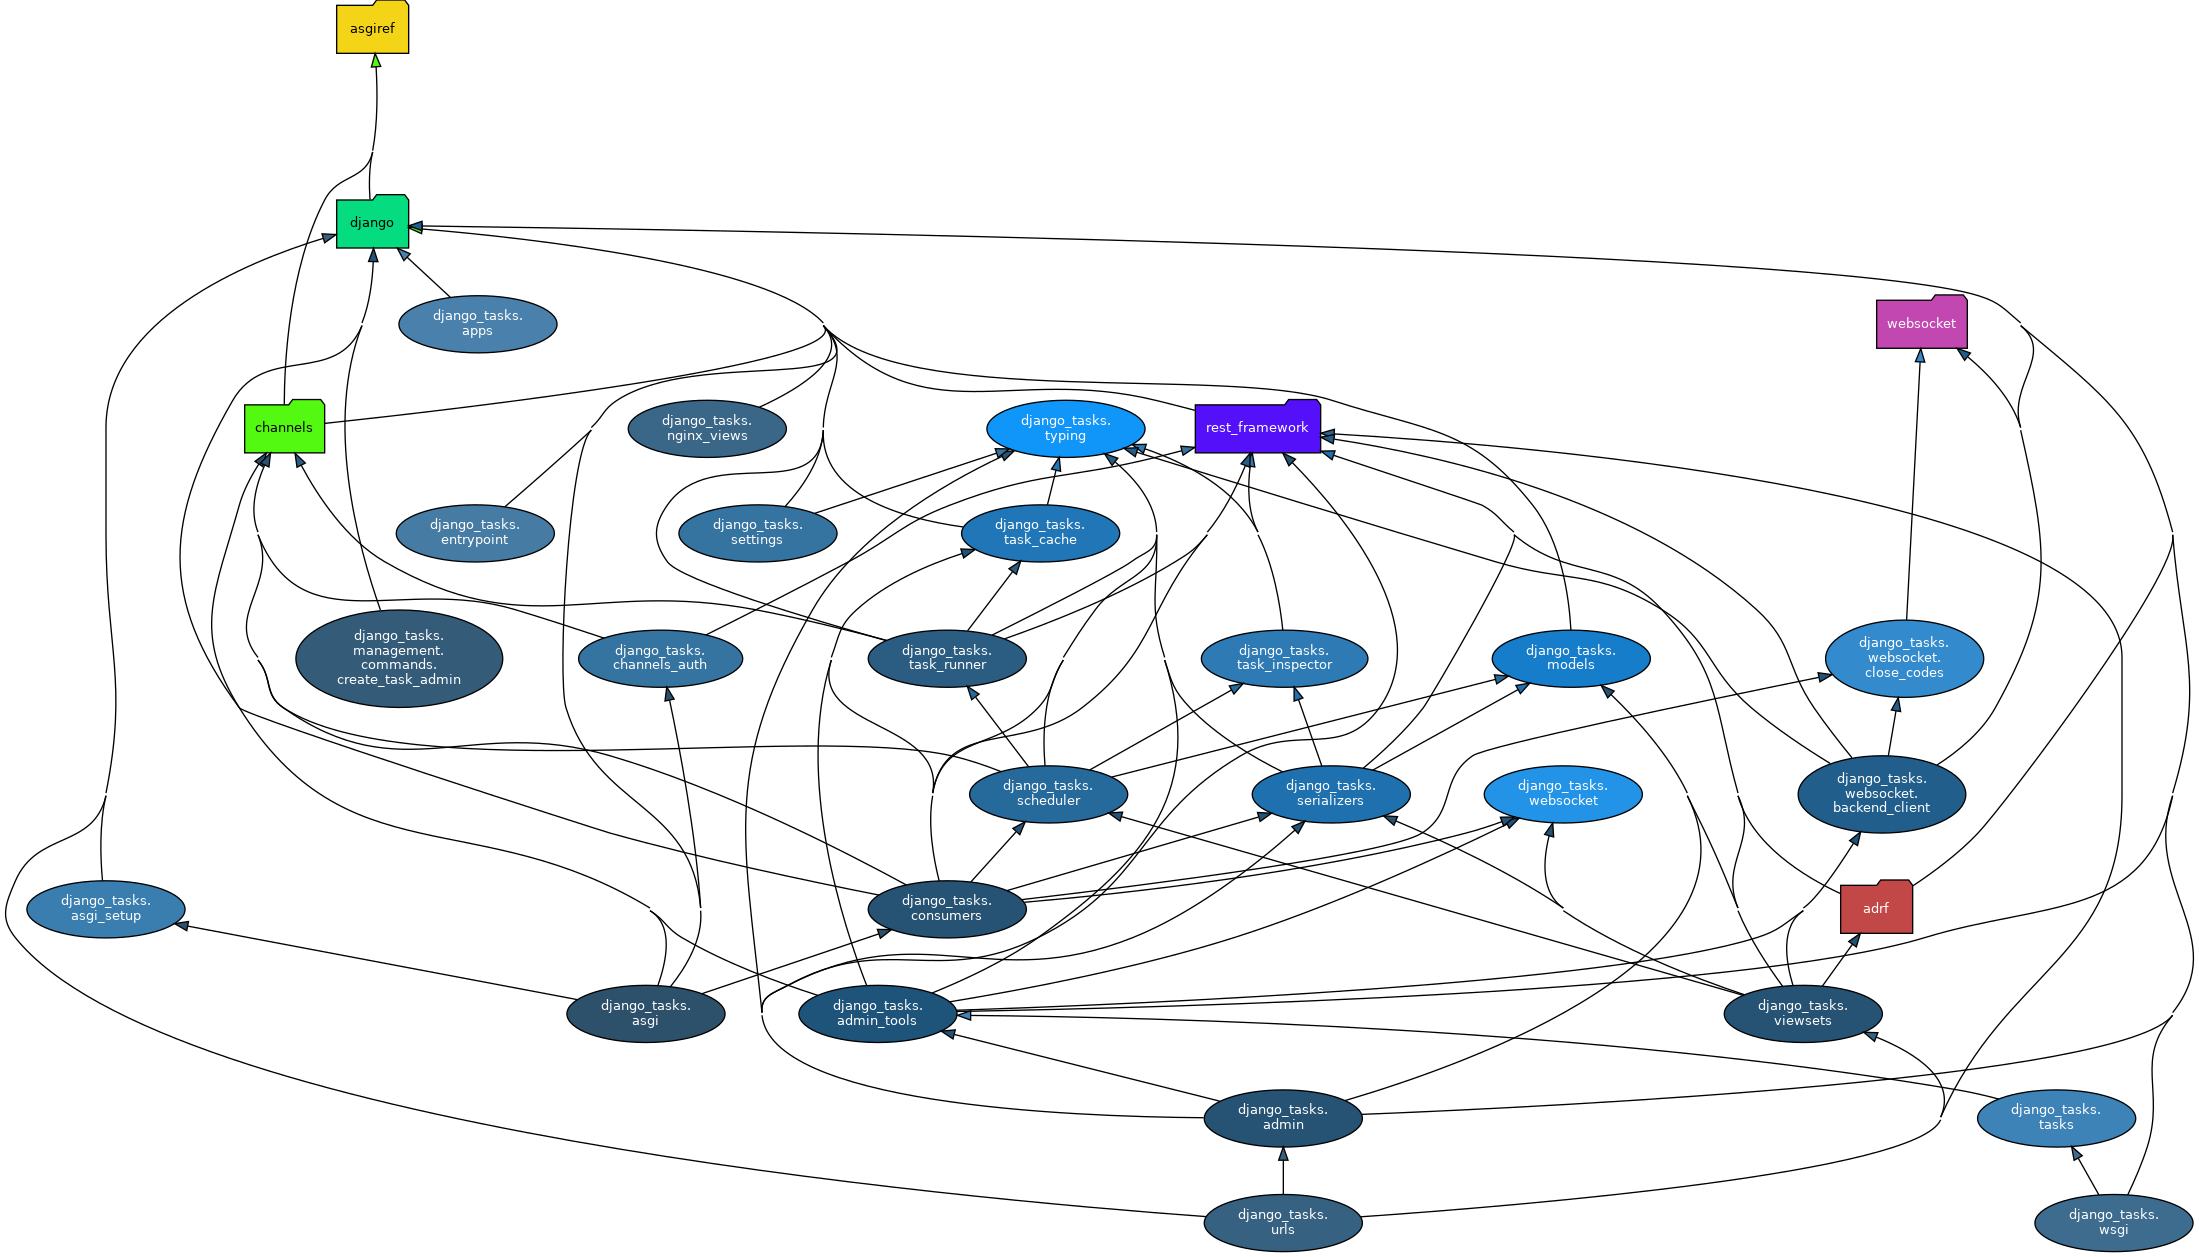 asgiref
django
django_tasks.
apps
websocket
channels
django_tasks.
nginx_views
django_tasks.
typing
rest_framework
django_tasks.
entrypoint
django_tasks.
settings
django_tasks.
task_cache
django_tasks.
management.
commands.
create_task_admin
django_tasks.
channels_auth
django_tasks.
task_runner
django_tasks.
task_inspector
django_tasks.
models
django_tasks.
websocket.
close_codes
django_tasks.
scheduler
django_tasks.
serializers
django_tasks.
websocket
django_tasks.
websocket.
backend_client
django_tasks.
asgi_setup
django_tasks.
consumers
adrf
django_tasks.
asgi
django_tasks.
admin_tools
django_tasks.
viewsets
django_tasks.
admin
django_tasks.
tasks
django_tasks.
urls
django_tasks.
wsgi